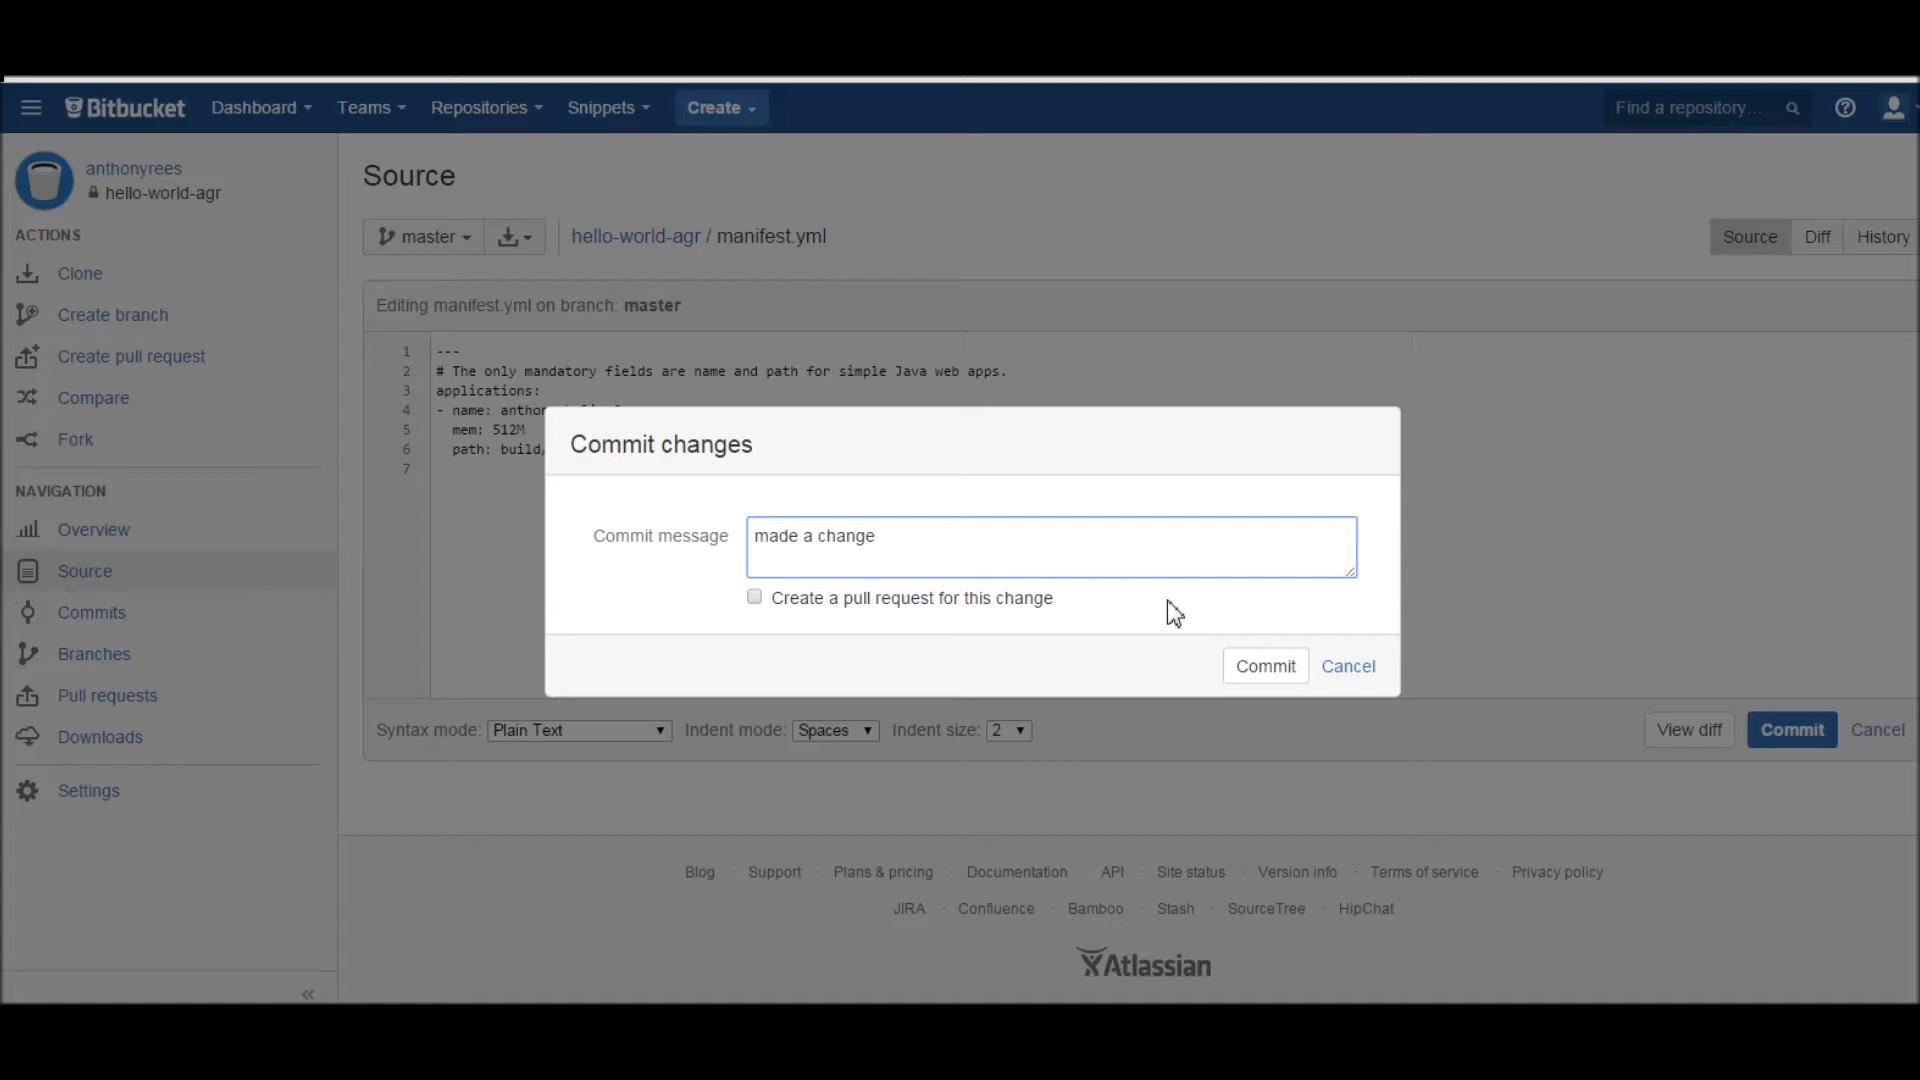 Bitbucket Dashboard Teams Repositories Snippets Create Find a repository...
anthonyrees
hello-world-agr
ACTIONS
Clone
Create branch
Create pull request
Compare
Fork
NAVIGATION
Overview
Source
Commits
Branches
Pull requests
Downloads
Settings
«
Source
master hello-world-agr / manifest.yml Source Diff History
Editing manifest.yml on branch: master
1 ---
2 # The only mandatory fields are name and path for simple Java web apps.
3 applications:
4 - name:
5 mem: 512M
6 path: build/
7
Commit changes
Commit message made a change
Create a pull request for this change
Commit Cancel
Syntax mode: Plain Text Indent mode: Spaces Indent size: 2 View diff Commit Cancel
Blog · Support · Plans & pricing · Documentation · API · Site status · Version info · Terms of service · Privacy policy
JIRA · Confluence · Bamboo · Stash · SourceTree · HipChat
Atlassian